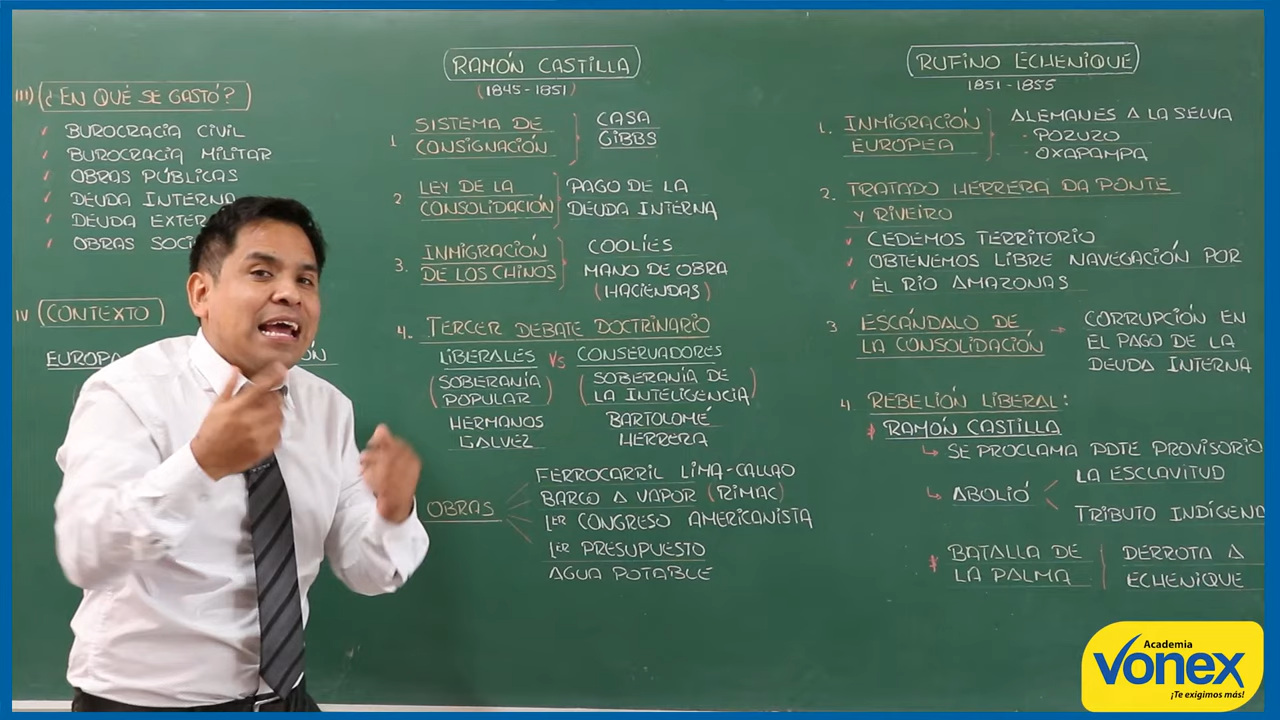 III) ¿EN QUÉ SE GASTÓ?
BUROCRACIA CIVIL
BUROCRACIA MILITAR
OBRAS PÚBLICAS
DEUDA INTERNA
DEUDA EXTER
OBRAS SOCI
IV CONTEXTO
EUROPA
RAMÓN CASTILLA
(1845-1851)
1. SISTEMA DE
CONSIGNACIÓN
CASA
GIBBS
2 LEY DE LA
CONSOLIDACIÓN
PAGO DE LA
DEUDA INTERNA
3. INMIGRACIÓN
DE LOS CHINOS
COOLÍES
MANO DE OBRA
(HACIENDAS)
4. TERCER DEBATE DOCTRINARIO
LIBERALES VS CONSERVADORES
(SOBERANÍA
POPULAR)
(SOBERANÍA DE
LA INTELIGENCIA)
HERMANOS
GÁLVEZ
BARTOLOMÉ
HERRERA
OBRAS
FERROCARRIL LIMA-CALLAO
BARCO A VAPOR (RIMAC)
1ER CONGRESO AMERICANISTA
1ER PRESUPUESTO
AGUA POTABLE
RUFINO ECHENIQUE
1851-1855
1. INMIGRACIÓN
EUROPEA
ALEMANES A LA SELVA
- POZUZO
- OXAPAMPA
2. TRATADO HERRERA DA PONTE
Y RIVEIRO
CEDEMOS TERRITORIO
OBTENEMOS LIBRE NAVEGACIÓN POR
EL RÍO AMAZONAS
3 ESCÁNDALO DE
LA CONSOLIDACIÓN
CORRUPCIÓN EN
EL PAGO DE LA
DEUDA INTERNA
4. REBELIÓN LIBERAL:
* RAMÓN CASTILLA
SE PROCLAMA PDTE PROVISORIO
ABOLIÓ
LA ESCLAVITUD
TRIBUTO INDÍGENA
* BATALLA DE
LA PALMA
DERROTA A
ECHENIQUE
Academia
Vonex
¡Te exigimos más!